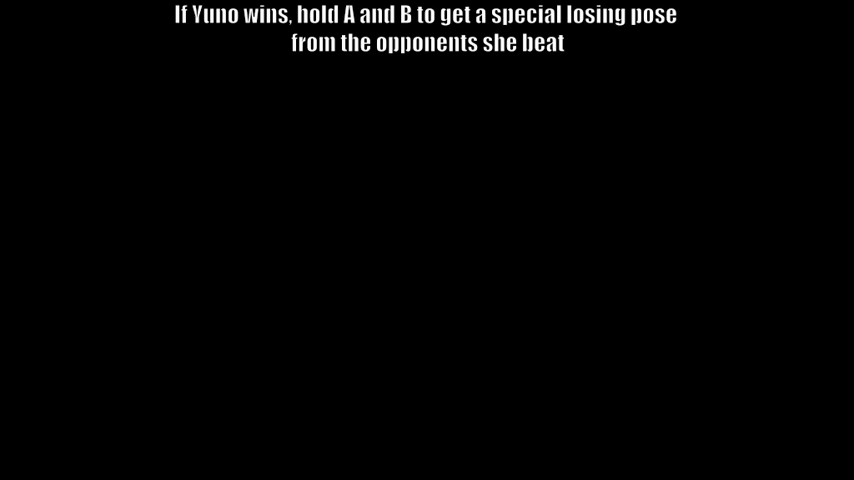 If Yuno wins, hold A and B to get a special losing pose
from the opponents she beat